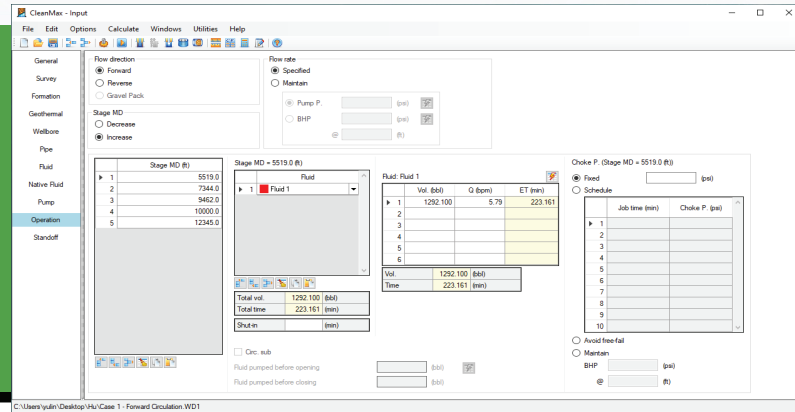 CleanMax - Input
File Edit Options Calculate Windows Utilities Help
General
Survey
Formation
Geothermal
Wellbore
Pipe
Fluid
Native Fluid
Pump
Operation
Standoff
Flow direction
Forward
Reverse
Gravel Pack
Stage MD
Decrease
Increase
Flow rate
Specified
Maintain
Pump P. (psi)
BHP (psi)
@ (ft)
Stage MD (ft)
1 5519.0
2 7344.0
3 9462.0
4 10000.0
5 12345.0
Stage MD = 5519.0 (ft)
Fluid
1 Fluid 1
Total vol. 1292.100 (bbl)
Total time 223.161 (min)
Shut-in (min)
Circ. sub
Fluid pumped before opening (bbl)
Fluid pumped before closing (bbl)
Fluid: Fluid 1
Vol. (bbl) Q (bpm) ET (min)
1 1292.100 5.79 223.161
2
3
4
5
6
Vol. 1292.100 (bbl)
Time 223.161 (min)
Choke P. (Stage MD = 5519.0 (ft))
Fixed (psi)
Schedule
Job time (min) Choke P. (psi)
1
2
3
4
5
6
7
8
9
10
Avoid free-fall
Maintain
BHP (psi)
@ (ft)
C:\Users\yulin\Desktop\Hu\Case 1 - Forward Circulation.WD1